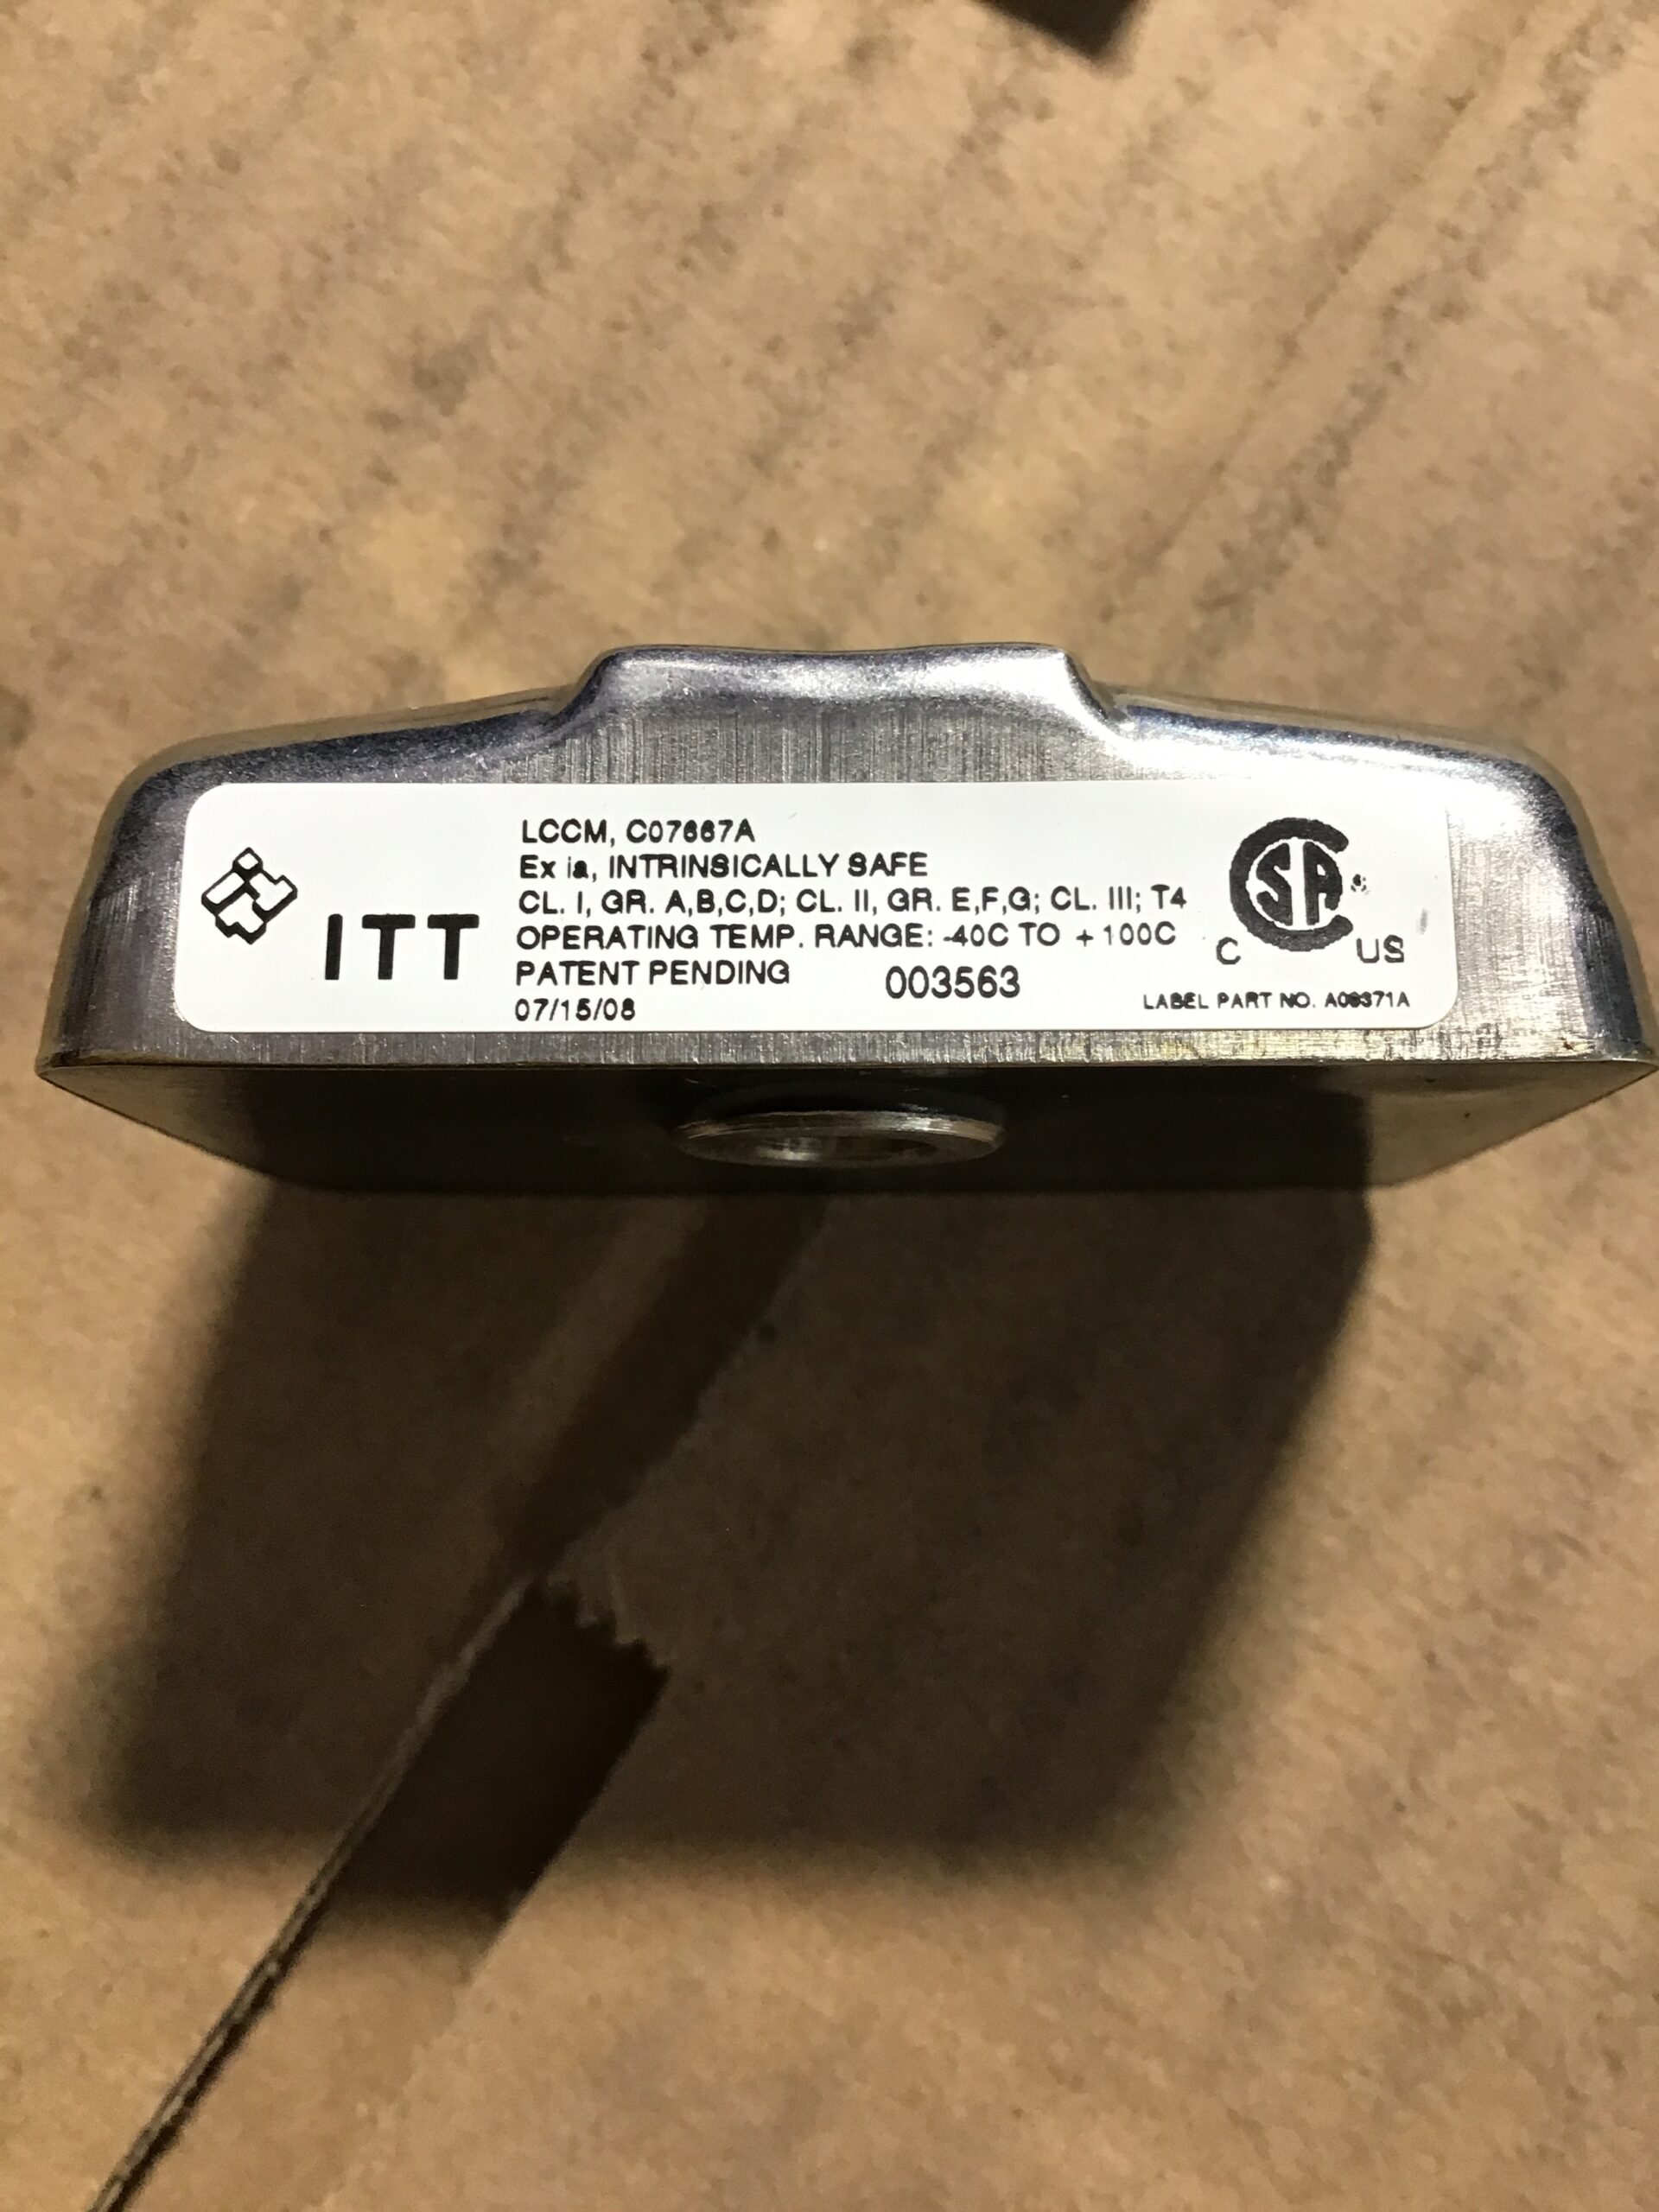 LCCM, C07667A
Ex ia, INTRINSICALLY SAFE
CL. I, GR. A,B,C,D; CL. II, GR. E,F,G; CL. III; T4
OPERATING TEMP. RANGE: -40C TO +100C
PATENT PENDING 003563
07/15/08
ITT
CSA
C US
LABEL PART NO. A09371A